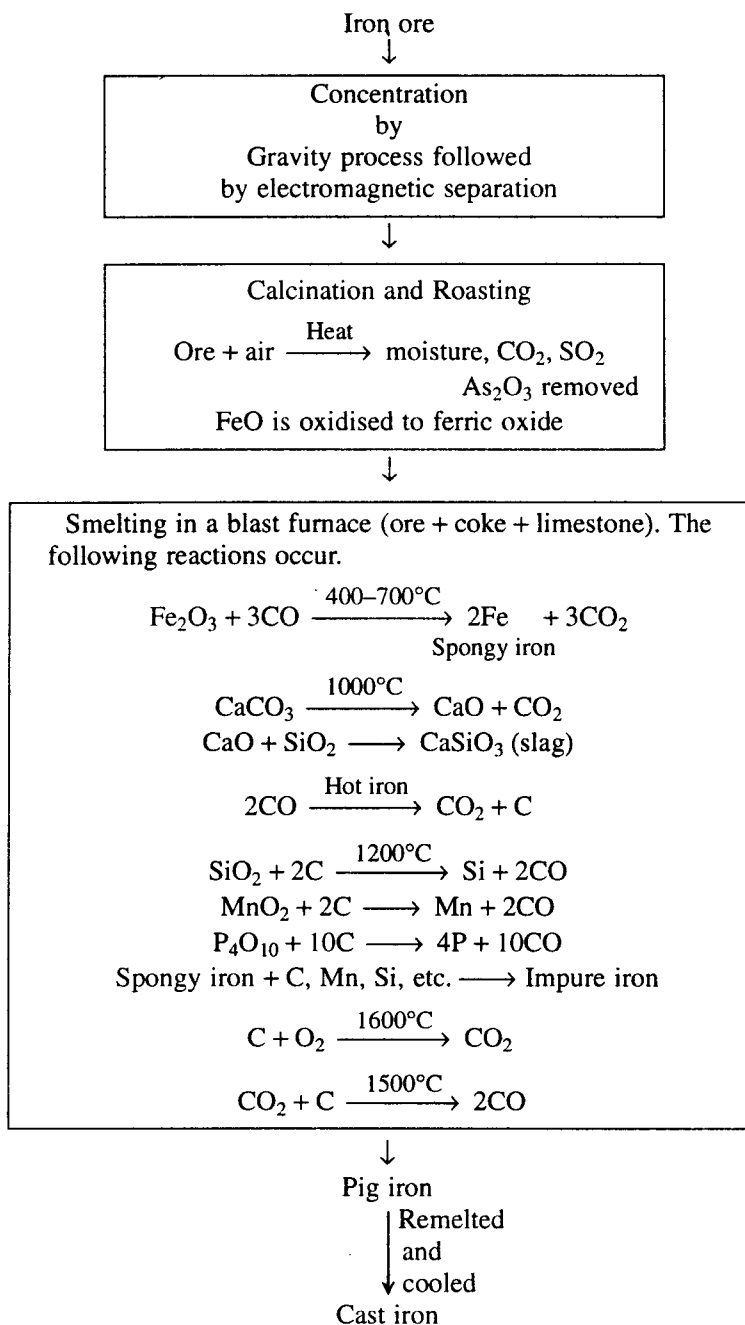 Iron ore
↓
Concentration
by
Gravity process followed
by electromagnetic separation
↓
Calcination and Roasting
Ore + air —Heat→ moisture, CO₂, SO₂
As₂O₃ removed
FeO is oxidised to ferric oxide
↓
Smelting in a blast furnace (ore + coke + limestone). The
following reactions occur.
Fe₂O₃ + 3CO —400–700°C→ 2Fe + 3CO₂
Spongy iron
CaCO₃ —1000°C→ CaO + CO₂
CaO + SiO₂ ⟶ CaSiO₃ (slag)
2CO —Hot iron→ CO₂ + C
SiO₂ + 2C —1200°C→ Si + 2CO
MnO₂ + 2C ⟶ Mn + 2CO
P₄O₁₀ + 10C ⟶ 4P + 10CO
Spongy iron + C, Mn, Si, etc. ⟶ Impure iron
C + O₂ —1600°C→ CO₂
CO₂ + C —1500°C→ 2CO
↓
Pig iron
Remelted
and
cooled
Cast iron